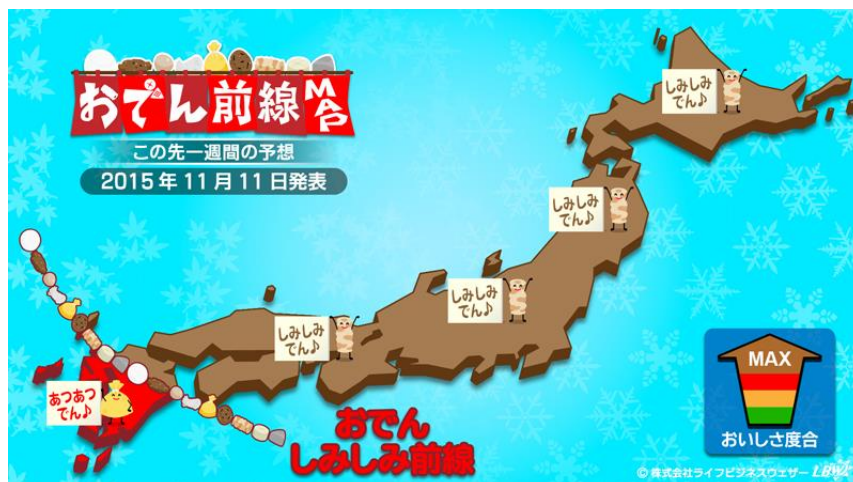 おでん前線MAP
この先一週間の予想
2015年11月11日発表
しみしみ
でん♪
しみしみ
でん♪
しみしみ
でん♪
しみしみ
でん♪
あつあつ
でん♪
おでん
しみしみ前線
MAX
おいしさ度合
© 株式会社ライフビジネスウェザー LBW